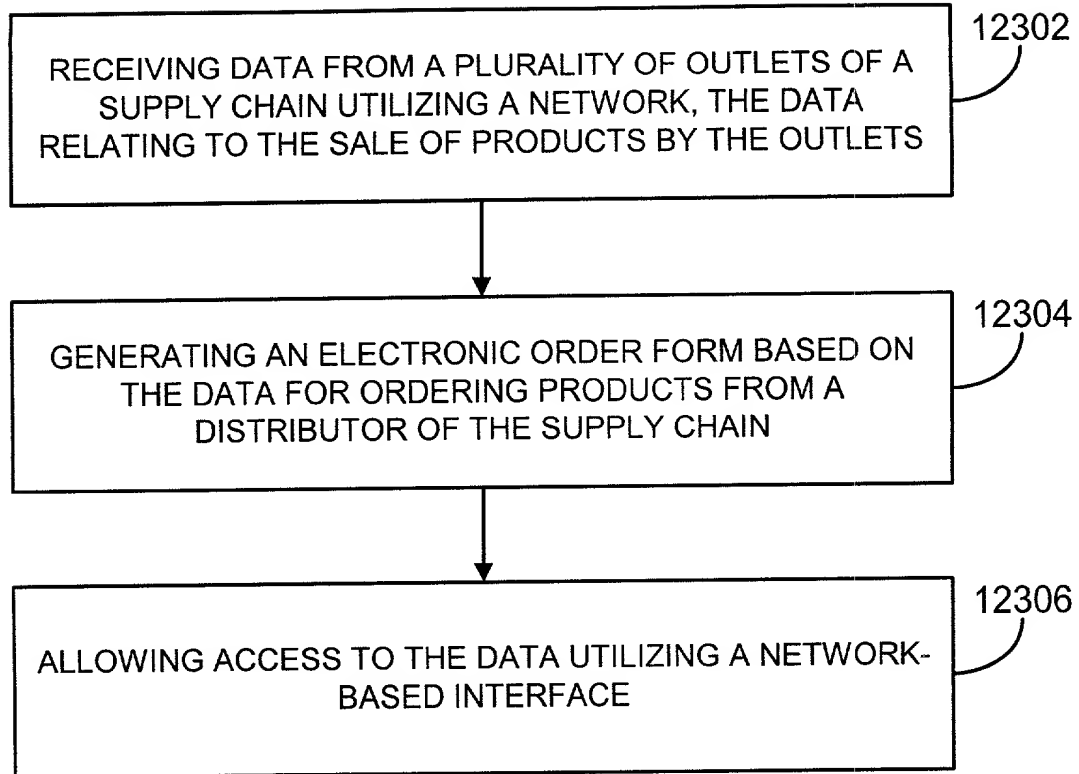 12302
RECEIVING DATA FROM A PLURALITY OF OUTLETS OF A
SUPPLY CHAIN UTILIZING A NETWORK, THE DATA
RELATING TO THE SALE OF PRODUCTS BY THE OUTLETS
12304
GENERATING AN ELECTRONIC ORDER FORM BASED ON
THE DATA FOR ORDERING PRODUCTS FROM A
DISTRIBUTOR OF THE SUPPLY CHAIN
12306
ALLOWING ACCESS TO THE DATA UTILIZING A NETWORK-
BASED INTERFACE